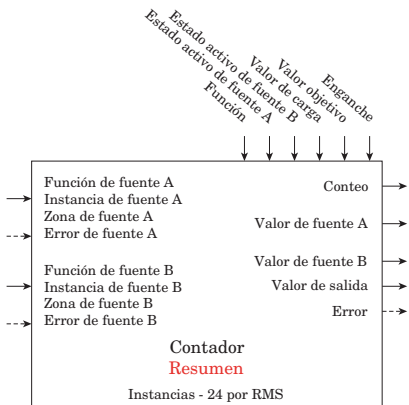 Función
Estado activo de fuente A
Estado activo de fuente B
Valor de carga
Valor objetivo
Enganche
Función de fuente A
Instancia de fuente A
Zona de fuente A
Error de fuente A
Función de fuente B
Instancia de fuente B
Zona de fuente B
Error de fuente B
Conteo
Valor de fuente A
Valor de fuente B
Valor de salida
Error
Contador
Resumen
Instancias - 24 por RMS